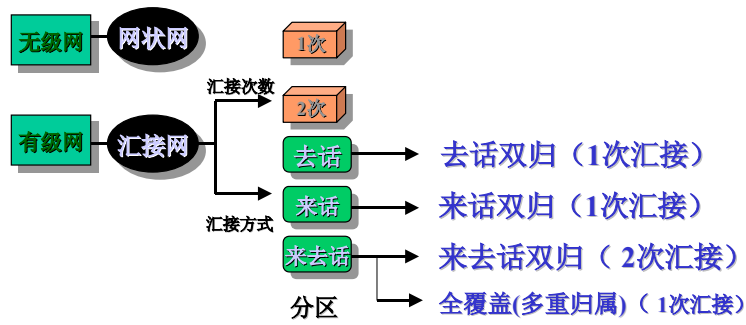 无级网
网状网
1次
汇接次数
2次
有级网
汇接网
去话
去话双归（1次汇接）
来话
来话双归（1次汇接）
汇接方式
来去话
来去话双归（ 2次汇接）
分区
全覆盖(多重归属)（ 1次汇接）